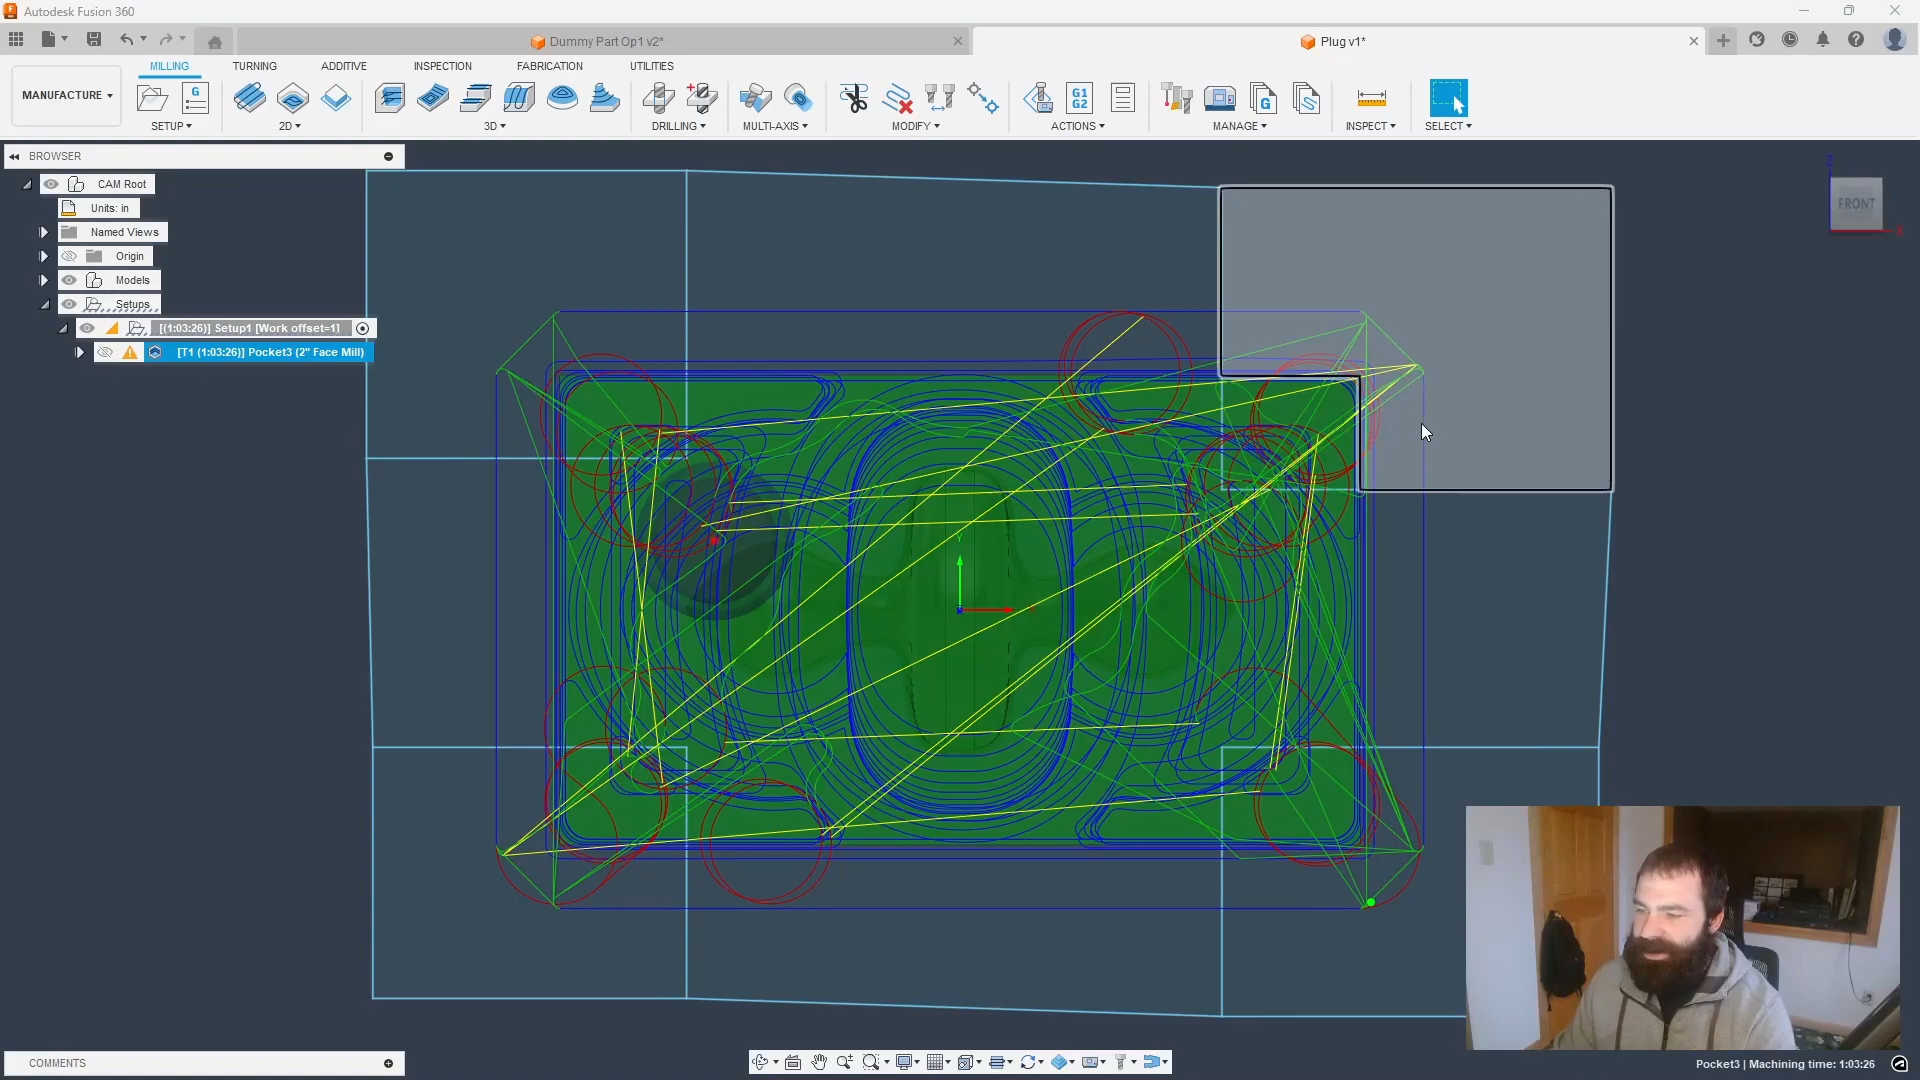 Autodesk Fusion 360
Dummy Part Op1 v2*
Plug v1*
MILLING TURNING ADDITIVE INSPECTION FABRICATION UTILITIES
MANUFACTURE
SETUP 2D 3D DRILLING MULTI-AXIS MODIFY ACTIONS MANAGE INSPECT SELECT
G1
G2
BROWSER
CAM Root
Units: in
Named Views
Origin
Models
Setups
[(1:03:26)] Setup1 [Work offset=1]
[T1 (1:03:26)] Pocket3 (2" Face Mill)
Z
FRONT
X
Y
COMMENTS
Pocket3 | Machining time: 1:03:26